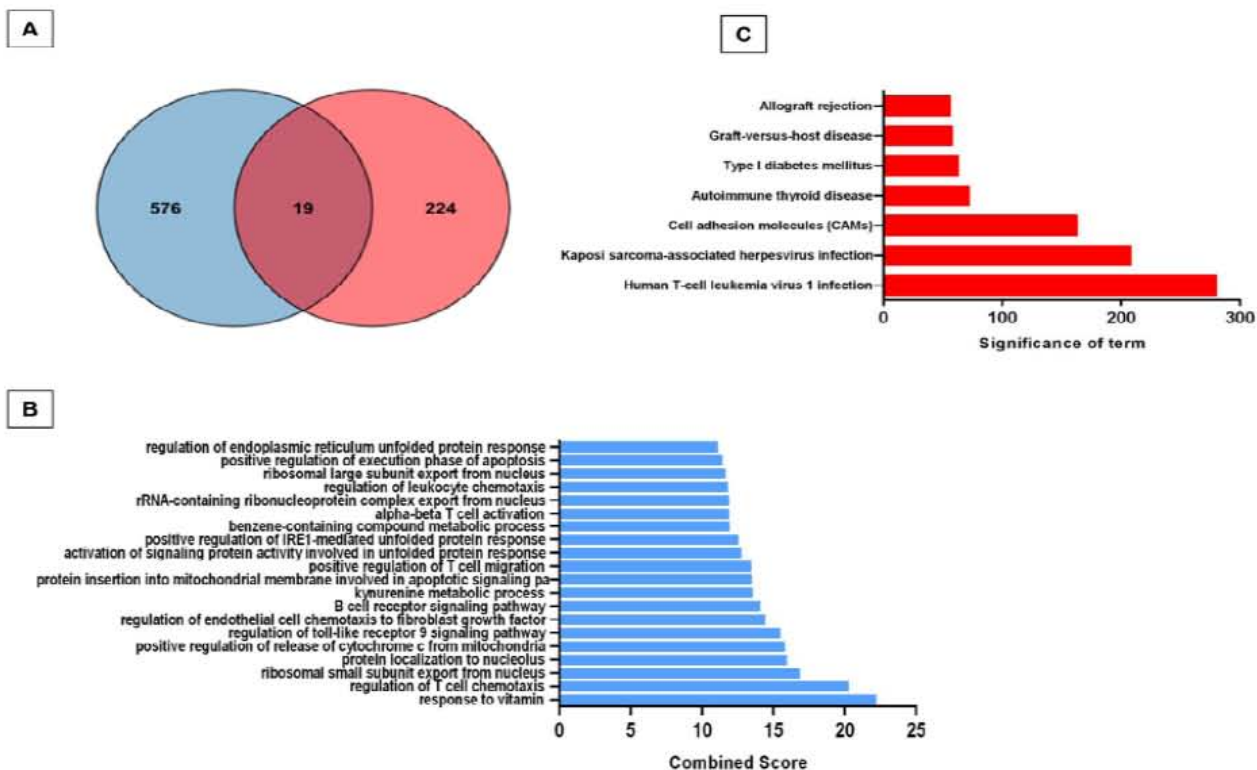 A
576
19
224
C
Allograft rejection
Graft-versus-host disease
Type I diabetes mellitus
Autoimmune thyroid disease
Cell adhesion molecules (CAMs)
Kaposi sarcoma-associated herpesvirus infection
Human T-cell leukemia virus 1 infection
0 100 200 300
Significance of term
B
regulation of endoplasmic reticulum unfolded protein response
positive regulation of execution phase of apoptosis
ribosomal large subunit export from nucleus
regulation of leukocyte chemotaxis
rRNA-containing ribonucleoprotein complex export from nucleus
alpha-beta T cell activation
benzene-containing compound metabolic process
positive regulation of IRE1-mediated unfolded protein response
activation of signaling protein activity involved in unfolded protein response
positive regulation of T cell migration
protein insertion into mitochondrial membrane involved in apoptotic signaling pa
kynurenine metabolic process
B cell receptor signaling pathway
regulation of endothelial cell chemotaxis to fibroblast growth factor
regulation of toll-like receptor 9 signaling pathway
positive regulation of release of cytochrome c from mitochondria
protein localization to nucleolus
ribosomal small subunit export from nucleus
regulation of T cell chemotaxis
response to vitamin
0 5 10 15 20 25
Combined Score